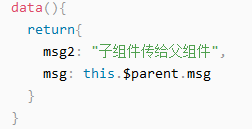 data(){
return{
msg2: "子组件传给父组件",
msg: this.$parent.msg
}
}